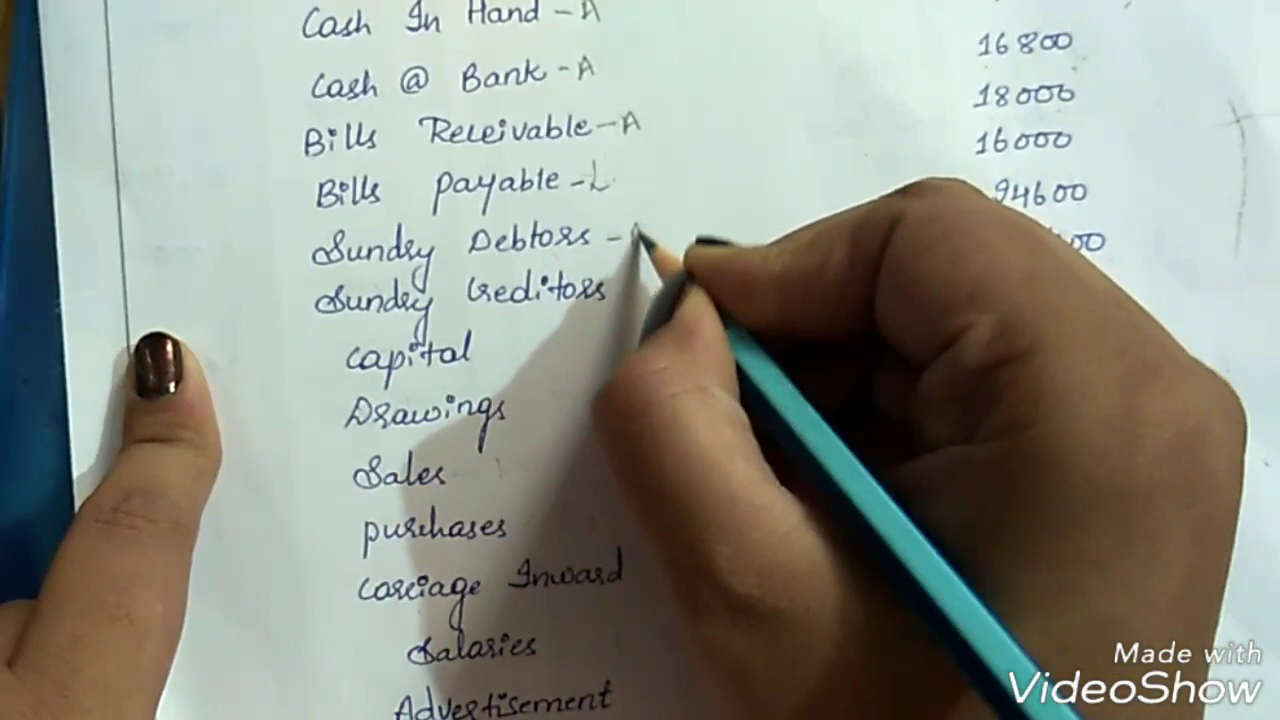 Cash In Hand - A
16800
Cash @ Bank - A
18000
Bills Receivable - A
16000
Bills Payable - L
94600
Sundry Debtors - A
00
Sundry Creditors
Capital
Drawings
Sales
purchases
Carriage Inward
Salaries
Advertisement
Made with
VideoShow